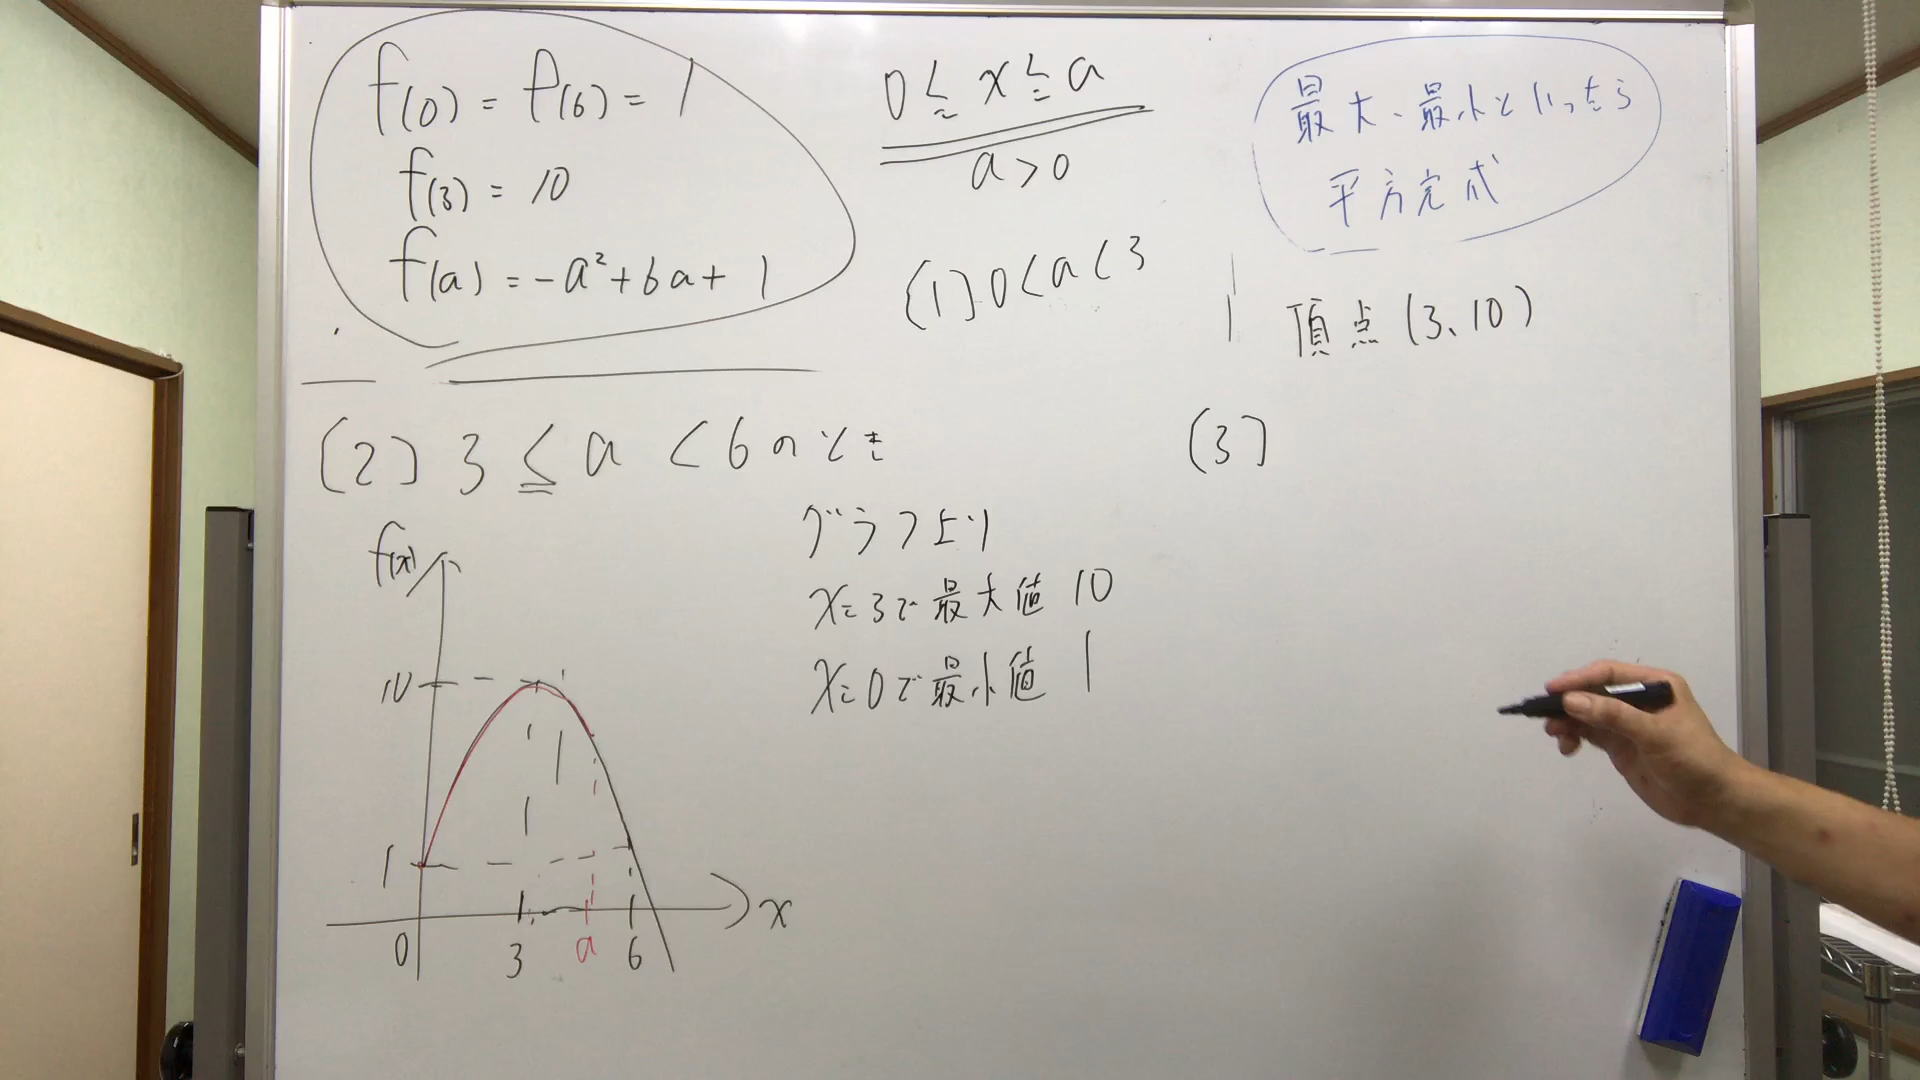 f(0) = f(6) = 1
f(3) = 10
f(a) = -a²+6a+1
0 ≦ x ≦ a
a > 0
(1) 0 < a < 3
最大、最小といったら
平方完成
頂点 (3、10)
(2) 3 ≦ a < 6 のとき
グラフより
x=3で最大値 10
x=0で最小値 1
f(x)
10
1
0
3
a
6
x
(3)